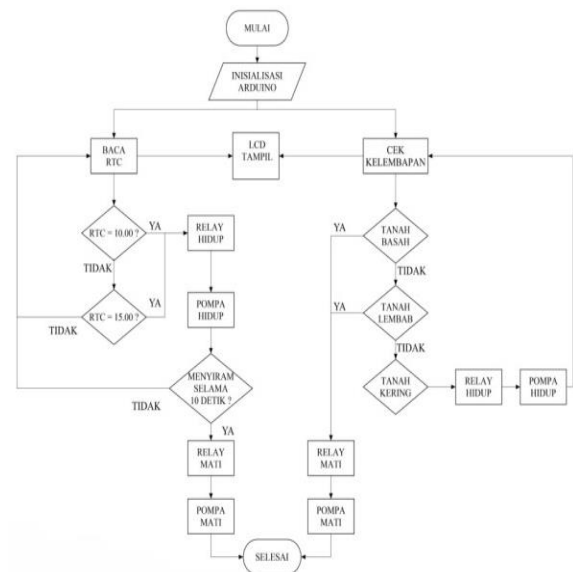 MULAI
INISIALISASI
ARDUINO
BACA
RTC
LCD
TAMPIL
CEK
KELEMBAPAN
RTC = 10.00 ?
YA
TIDAK
RTC = 15.00 ?
YA
TIDAK
RELAY
HIDUP
POMPA
HIDUP
MENYIRAM
SELAMA
10 DETIK ?
TIDAK
YA
RELAY
MATI
POMPA
MATI
TANAH
BASAH
YA
TIDAK
TANAH
LEMBAB
YA
TIDAK
TANAH
KERING
RELAY
HIDUP
POMPA
HIDUP
RELAY
MATI
POMPA
MATI
SELESAI